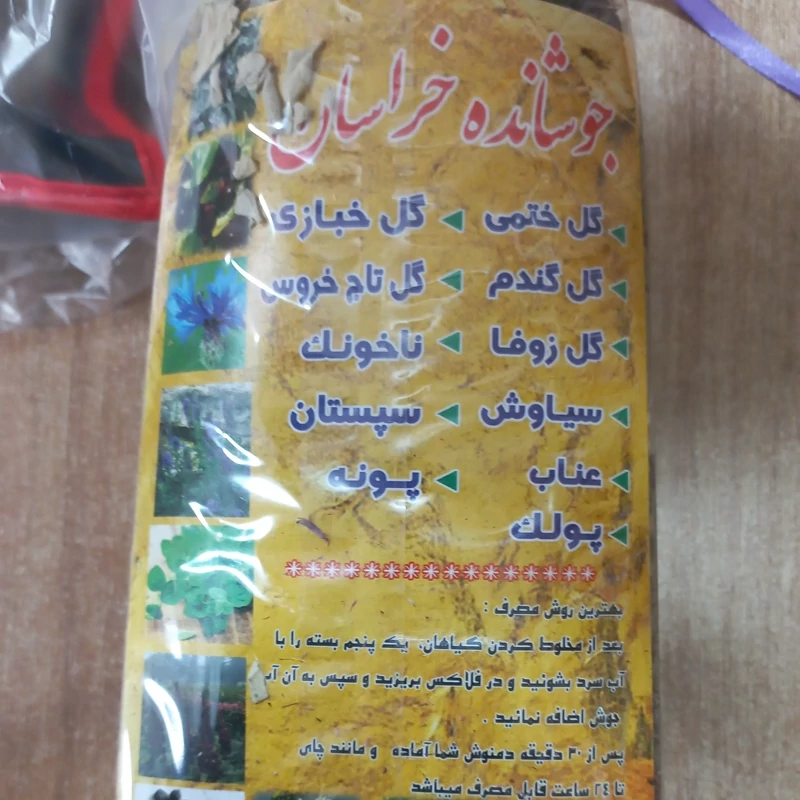 جوشانده خراسان
گل ختمی گل خبازی
گل گندم گل تاج خروس
گل زوفا ناخونک
سیاوش سپستان
عناب پونه
پولک
******************
بهترین روش مصرف :
بعد از مخلوط کردن گیاهان، یک پنجم بسته را با
آب سرد بشوئید و در فلاکس بریزید و سپس به آن آب
جوش اضافه نمائید .
پس از ۳۰ دقیقه دمنوش شما آماده و مانند چای
تا ۲۴ ساعت قابل مصرف میباشد